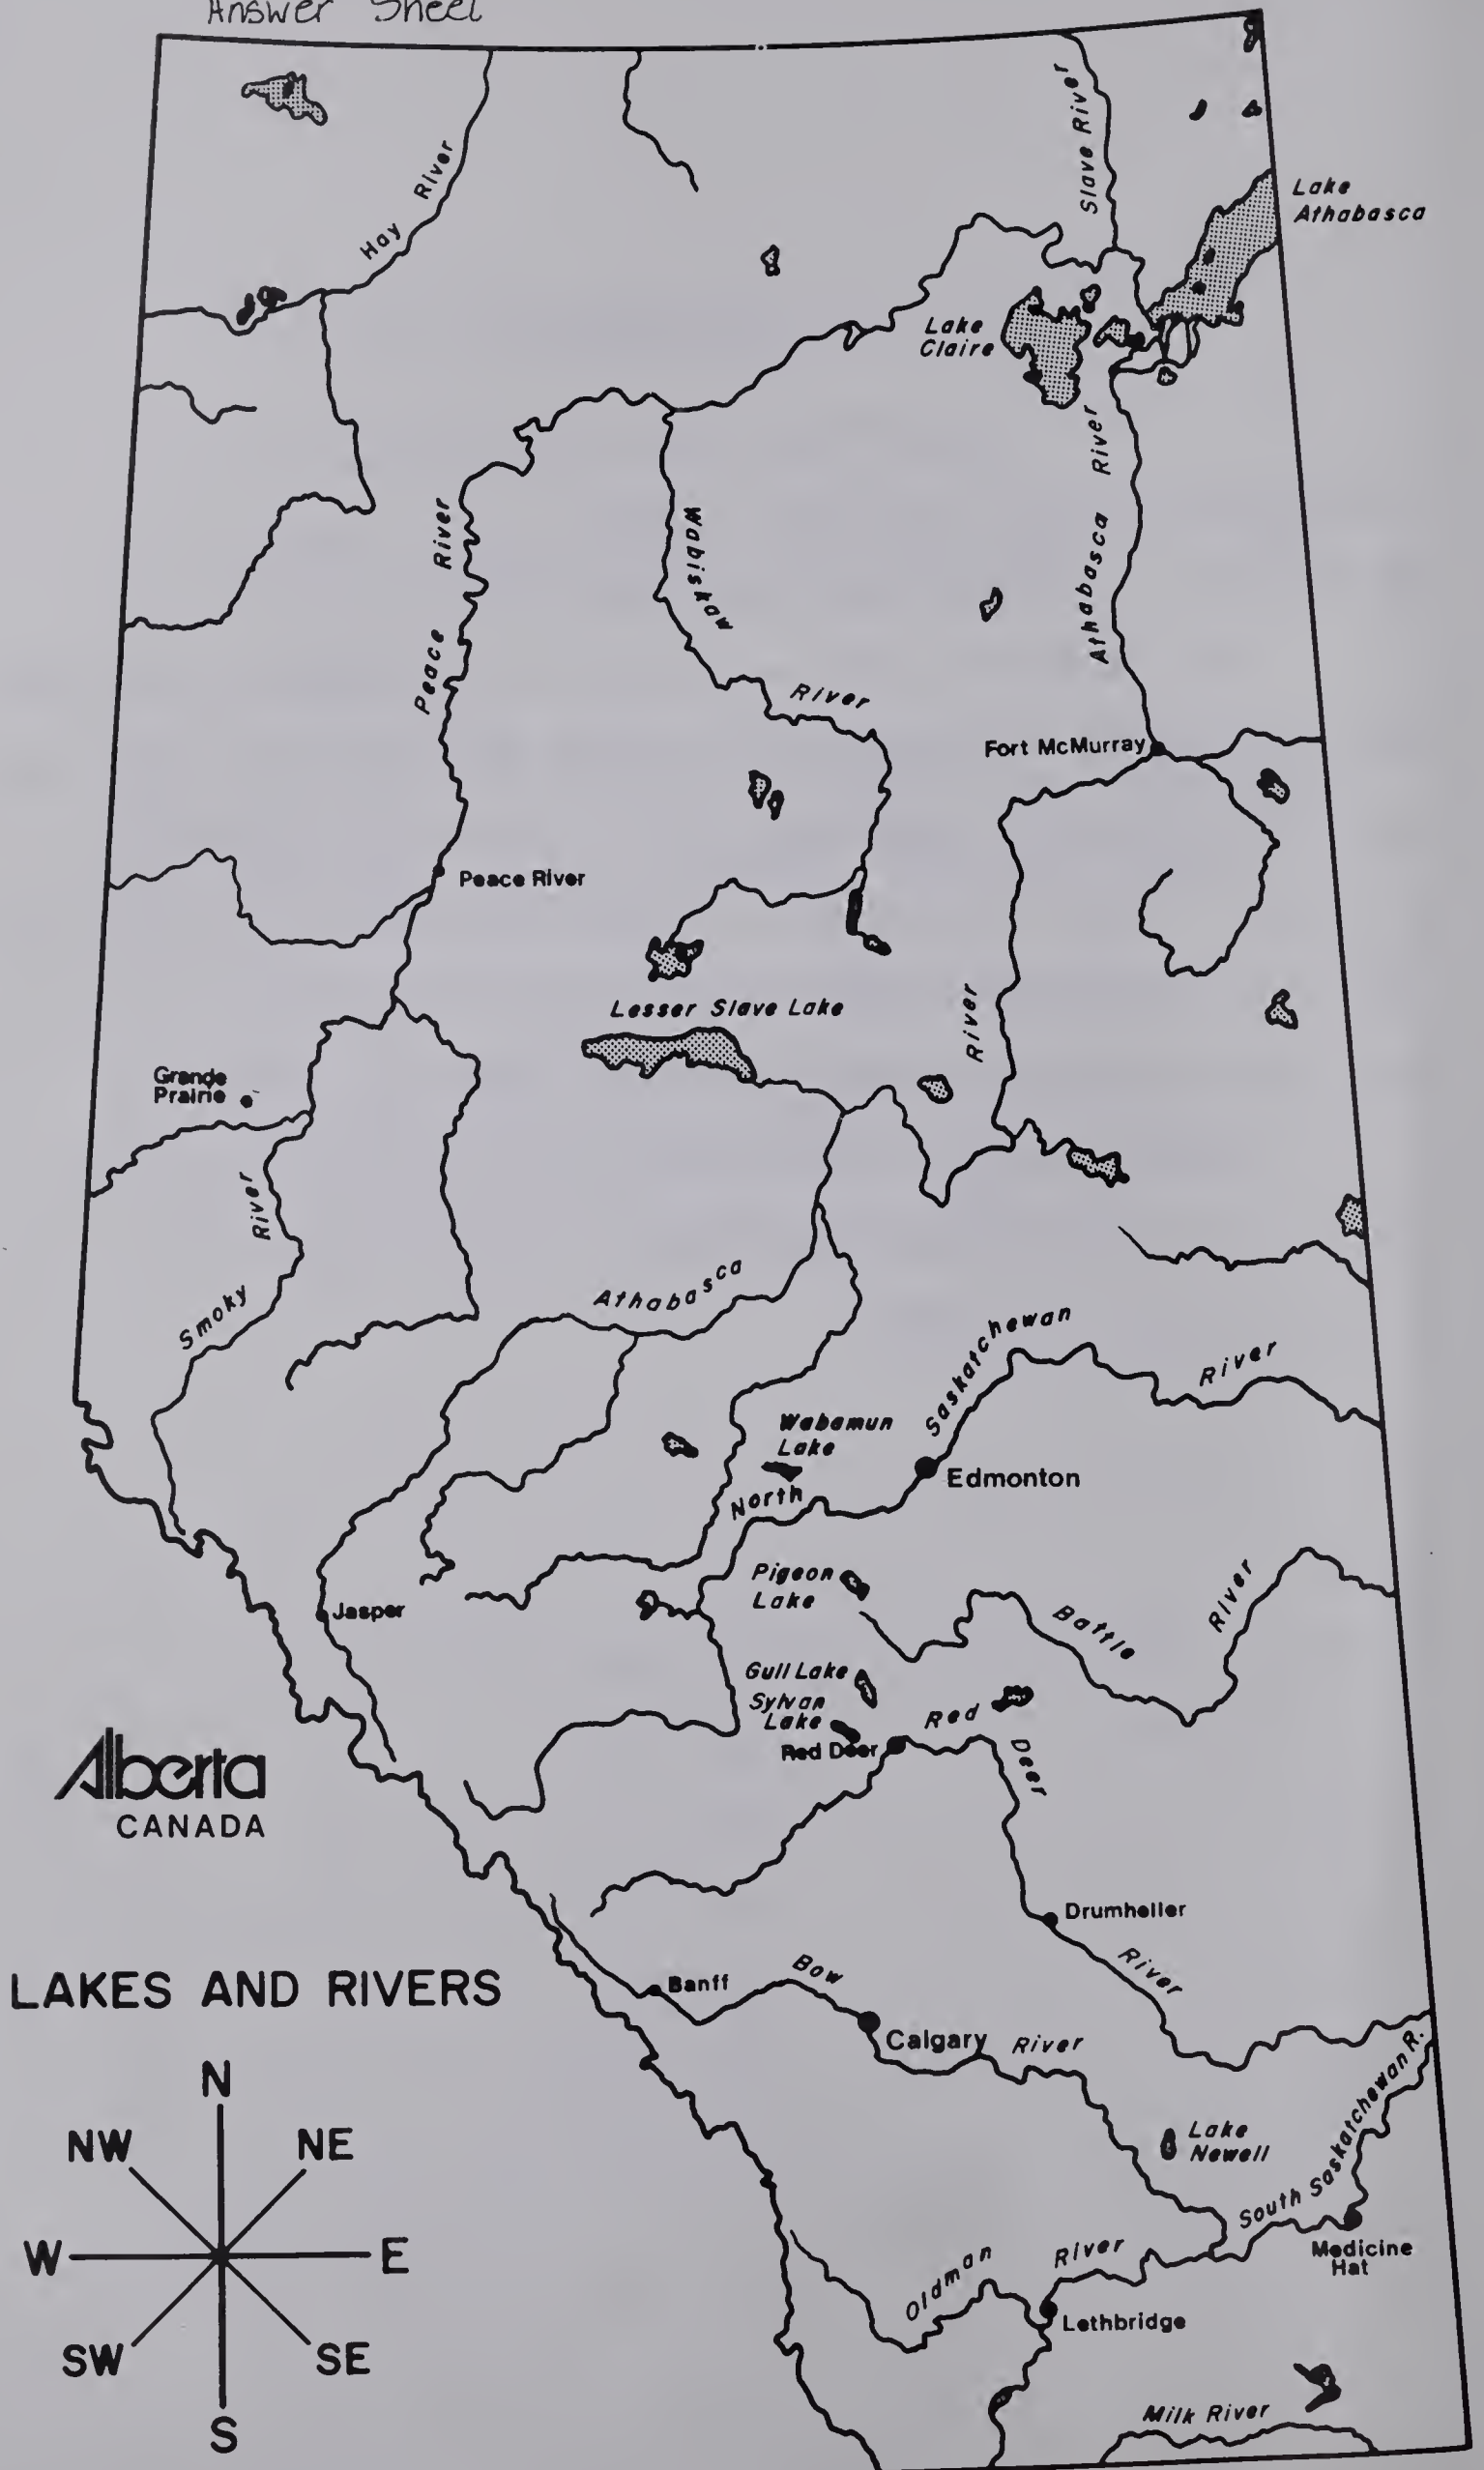 Answer Sheet
Slave River
Lake
Athabasca
Hay River
Lake
Claire
Peace River
Wabiskaw
River
Athabasca River
Fort McMurray
Peace River
Lesser Slave Lake
River
Grande
Prairie
Smoky River
Athabasca
Saskatchewan
River
Wabamun
Lake
North
Edmonton
Pigeon
Lake
Jasper
Battle
River
Gull Lake
Sylvan
Lake
Red
Deer
Red Deer
Alberta
CANADA
Drumheller
River
LAKES AND RIVERS
Banff
Bow
Calgary
River
South Saskatchewan R.
Lake
Newell
N
NW
NE
W
E
SW
SE
S
Medicine
Hat
Oldman
River
Lethbridge
Milk River